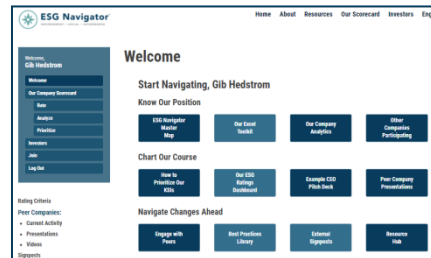 ESG Navigator
Home About Resources Our Scorecard Investors Eng
Welcome,
Gib Hedstrom
Welcome
Our Company Scorecard
Rate
Analyze
Prioritize
Investors
Join
Log Out
Rating Criteria
Peer Companies:
• Current Activity
• Presentations
• Videos
Signposts
Welcome
Start Navigating, Gib Hedstrom
Know Our Position
ESG Navigator
Master
Map
Our Excel
Toolkit
Our Company
Analytics
Other
Companies
Participating
Chart Our Course
How to
Prioritize Our
KSIs
Our ESG
Ratings
Dashboard
Example CEO
Pitch Deck
Peer Company
Presentations
Navigate Changes Ahead
Engage with
Peers
Best Practices
Library
External
Signposts
Resource
Hub